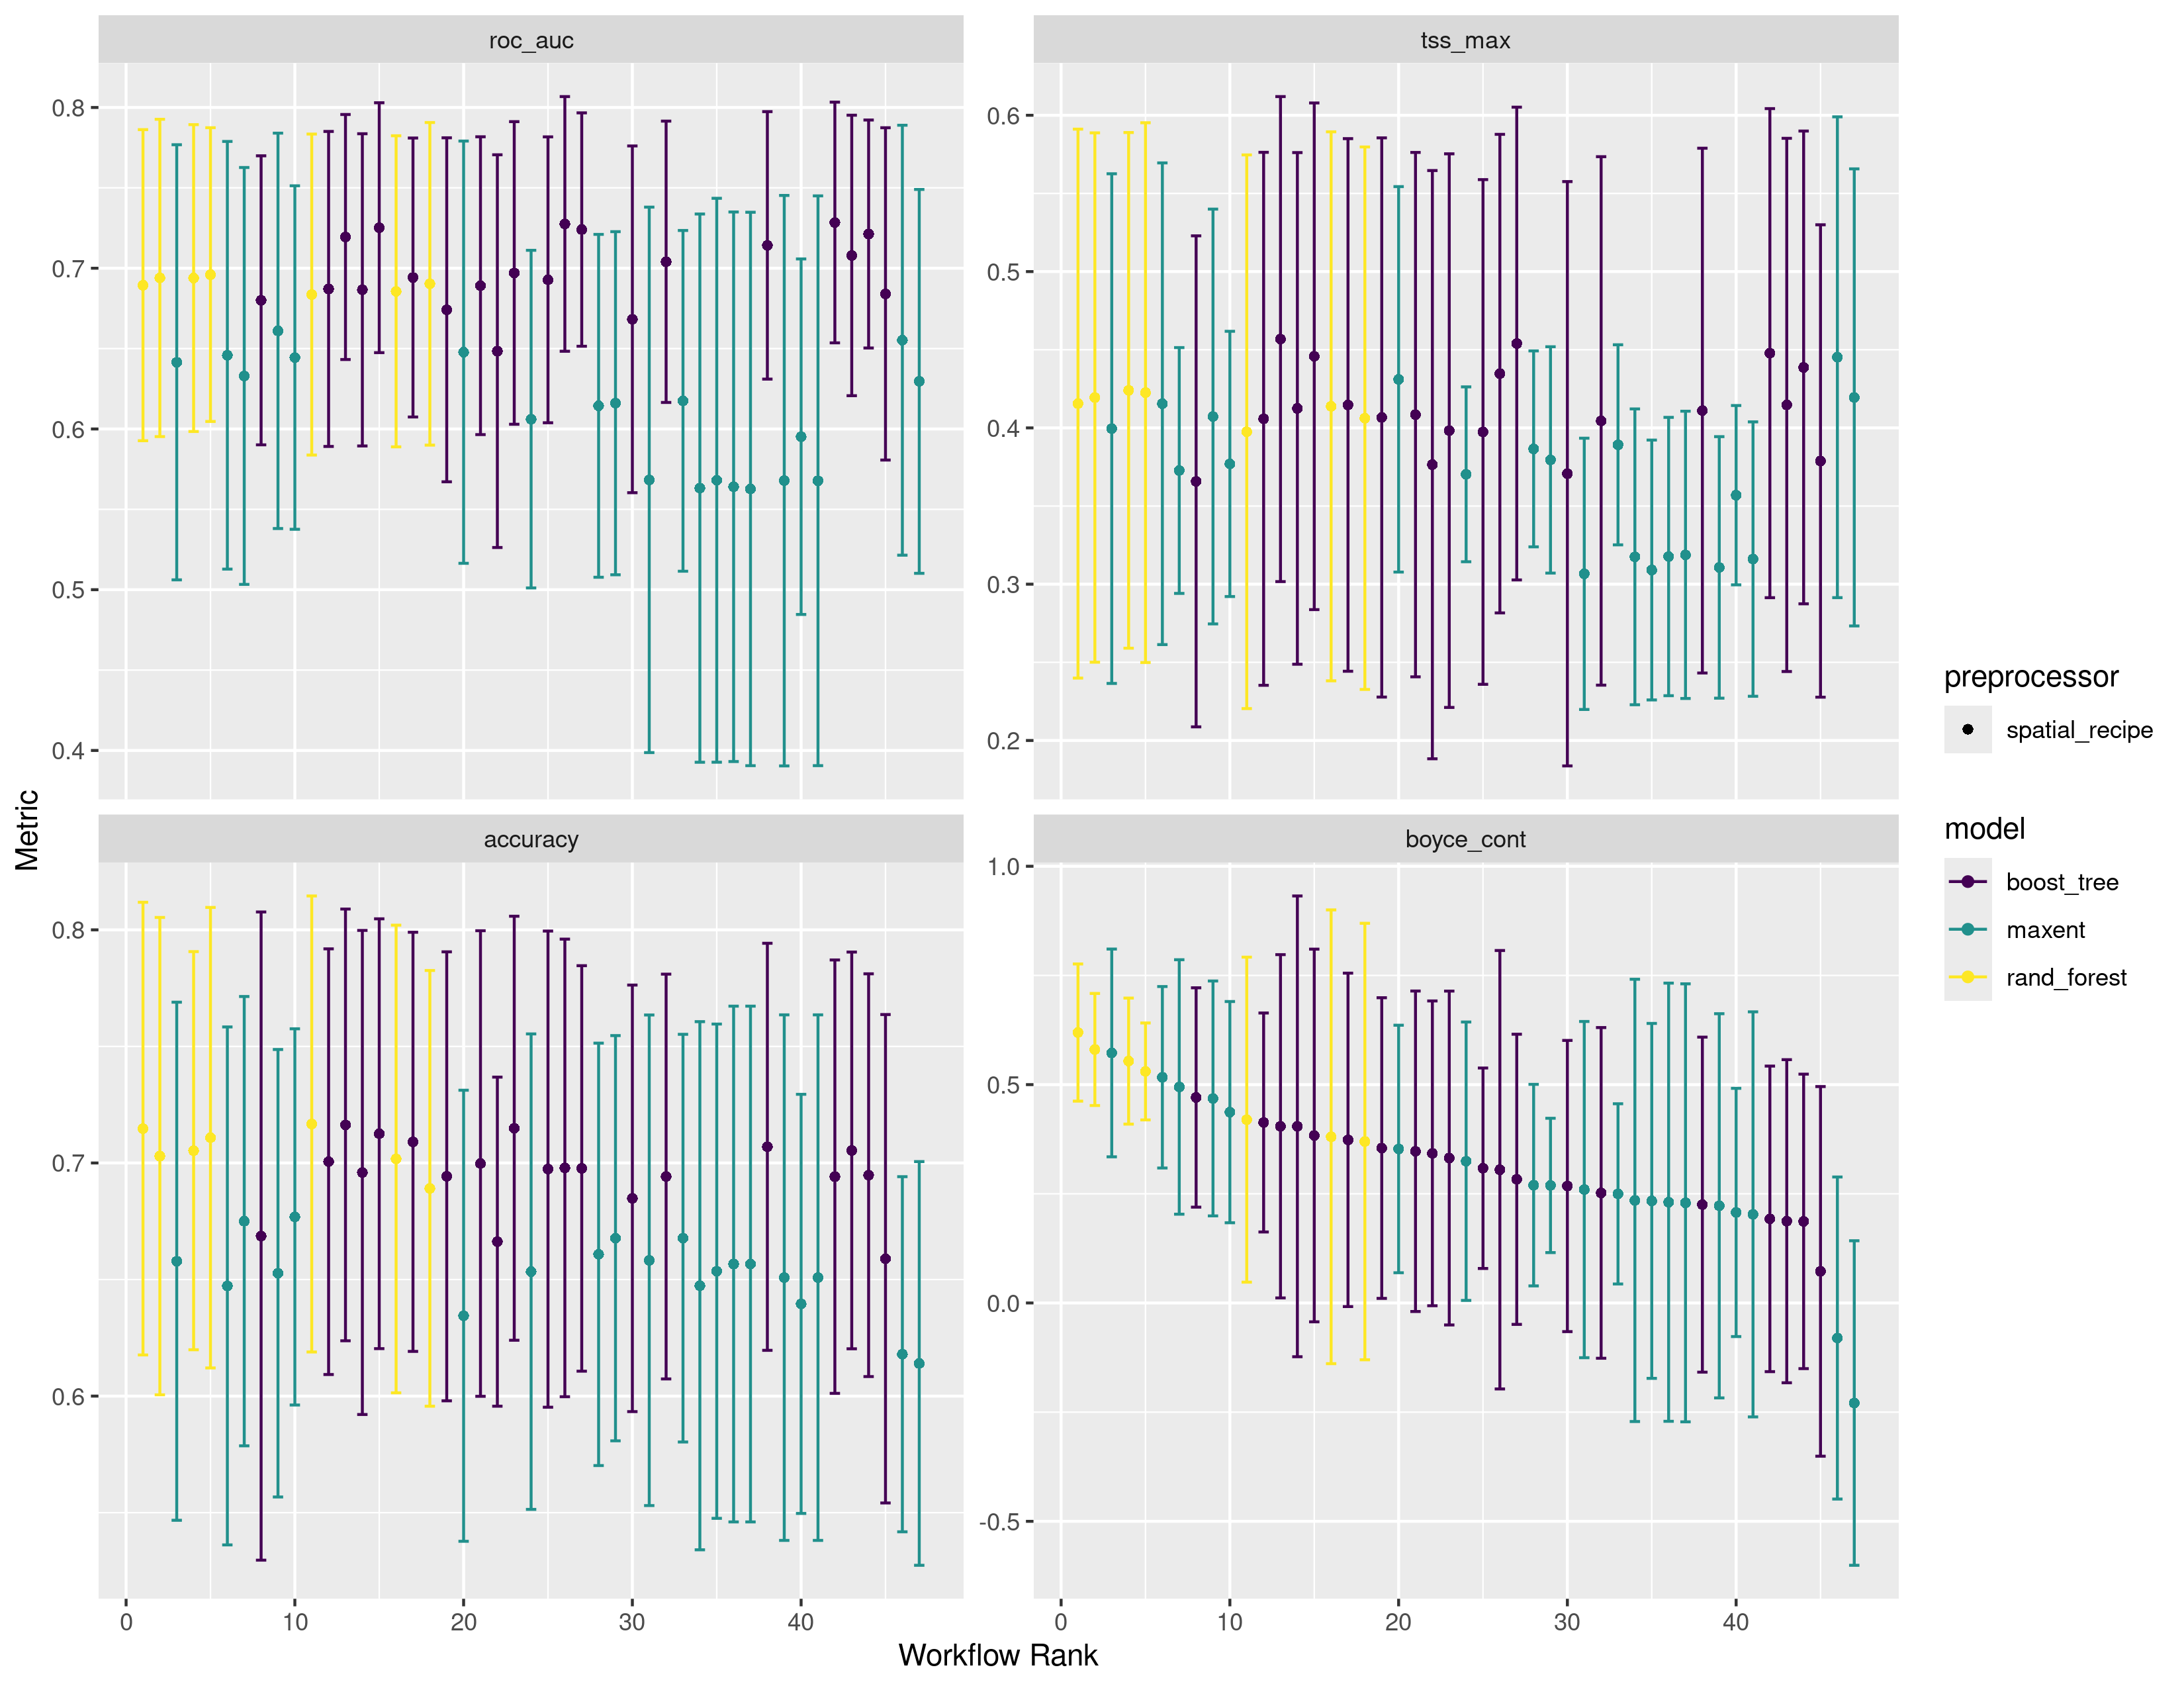 roc_auc
tss_max
0.8
0.7
0.6
0.5
0.4
0.6
0.5
0.4
0.3
0.2
accuracy
boyce_cont
0.8
0.7
0.6
1.0
0.5
0.0
-0.5
0 10 20 30 40
0 10 20 30 40
Workflow Rank
Metric
preprocessor
spatial_recipe
model
boost_tree
maxent
rand_forest